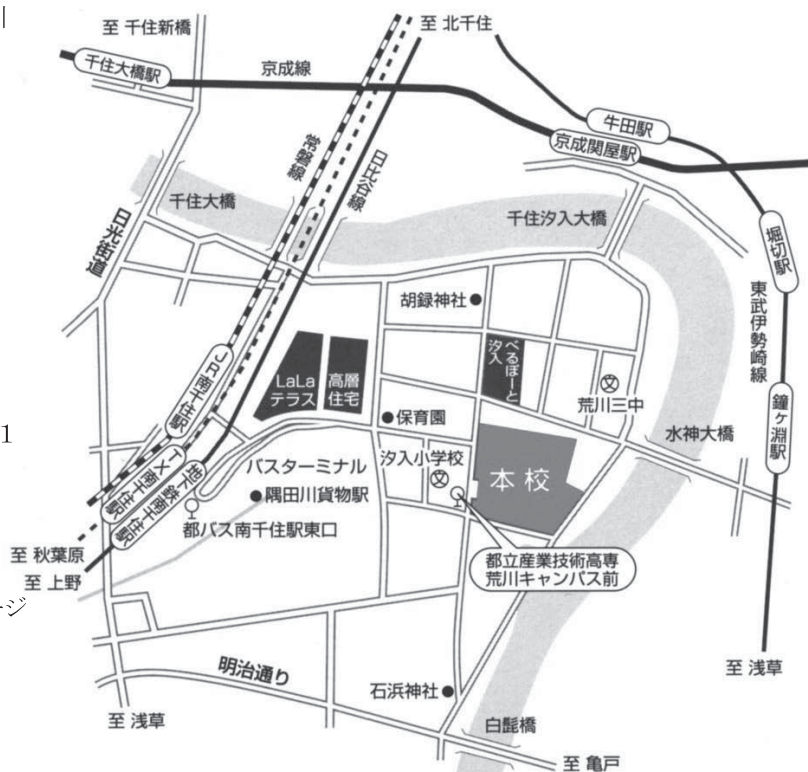 至 千住新橋
至 北千住
千住大橋駅
京成線
牛田駅
京成関屋駅
常磐線
日比谷線
千住大橋
千住汐入大橋
日光街道
堀切駅
東武伊勢崎線
胡録神社
べるぽーと
汐入
JR南千住駅
LaLa
テラス
高層
住宅
文
荒川三中
鐘ヶ淵駅
1
保育園
水神大橋
汐入小学校
文
本校
バスターミナル
隅田川貨物駅
TX南千住駅
地下鉄南千住駅
都バス南千住駅東口
至 秋葉原
至 上野
都立産業技術高専
荒川キャンパス前
ージ
明治通り
石浜神社
至 浅草
至 浅草
白髭橋
至 亀戸